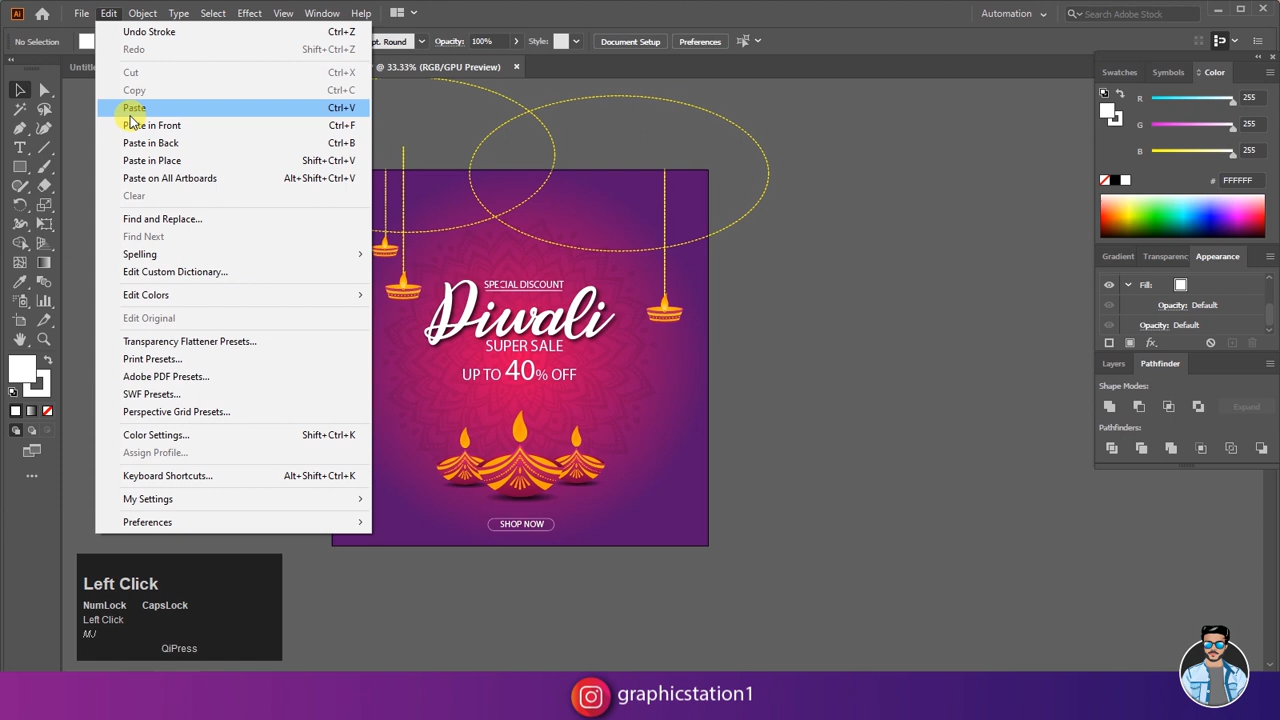 Ai File Edit Object Type Select Effect View Window Help Automation Search Adobe Stock
No Selection pt. Round Opacity: 100% Style: Document Setup Preferences
Untitle @ 33.33% (RGB/GPU Preview) ×
Undo Stroke Ctrl+Z
Redo Shift+Ctrl+Z
Cut Ctrl+X
Copy Ctrl+C
Paste Ctrl+V
Paste in Front Ctrl+F
Paste in Back Ctrl+B
Paste in Place Shift+Ctrl+V
Paste on All Artboards Alt+Shift+Ctrl+V
Clear
Find and Replace...
Find Next
Spelling
Edit Custom Dictionary...
Edit Colors
Edit Original
Transparency Flattener Presets...
Print Presets...
Adobe PDF Presets...
SWF Presets...
Perspective Grid Presets...
Color Settings... Shift+Ctrl+K
Assign Profile...
Keyboard Shortcuts... Alt+Shift+Ctrl+K
My Settings
Preferences
SPECIAL DISCOUNT
Diwali
SUPER SALE
UP TO 40% OFF
SHOP NOW
Swatches Symbols Color
R 255
G 255
B 255
# FFFFFF
Gradient Transparenc Appearance
Fill:
Opacity: Default
Opacity: Default
fx
Layers Pathfinder
Shape Modes:
Expand
Pathfinders:
Left Click
NumLock CapsLock
Left Click
QiPress
graphicstation1